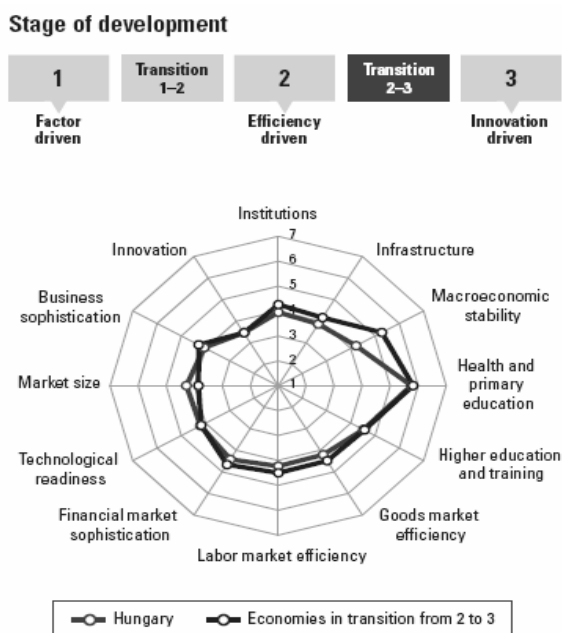 Stage of development
1
Transition
1–2
2
Transition
2–3
3
Factor
driven
Efficiency
driven
Innovation
driven
Institutions
7
6
5
4
3
2
1
Infrastructure
Macroeconomic
stability
Health and
primary
education
Higher education
and training
Goods market
efficiency
Labor market efficiency
Financial market
sophistication
Technological
readiness
Market size
Business
sophistication
Innovation
Hungary
Economies in transition from 2 to 3